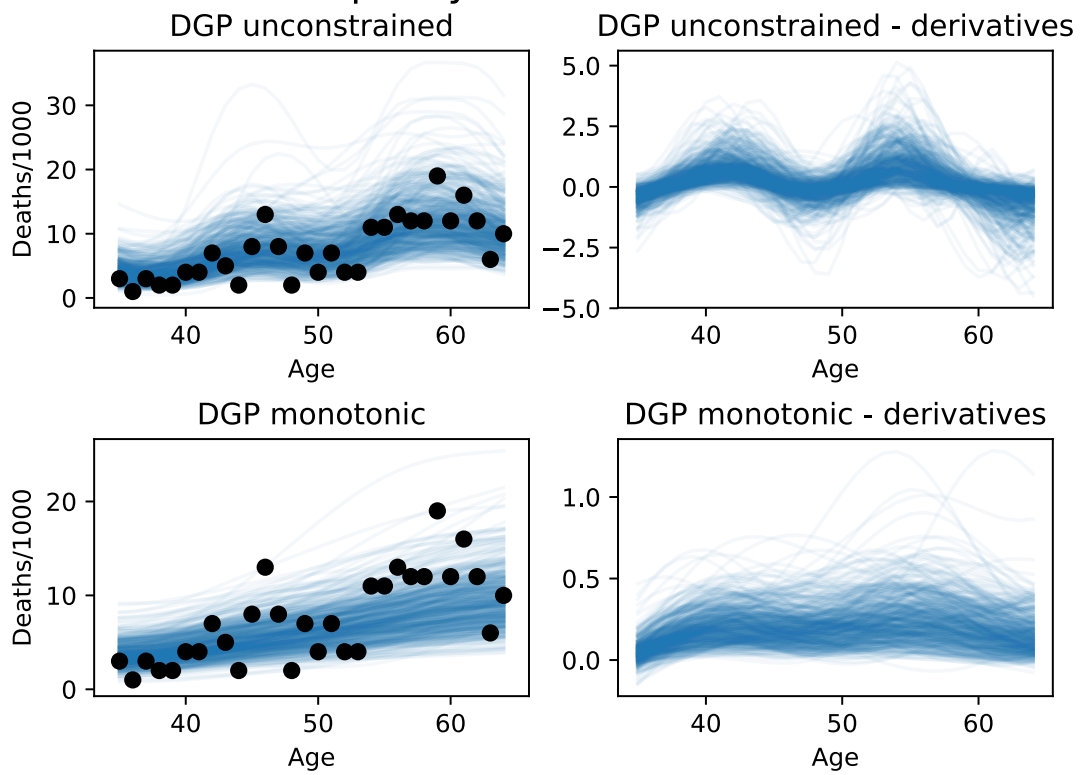 DGP unconstrained
DGP unconstrained - derivatives
Deaths/1000
30
20
10
0
40
50
60
Age
5.0
2.5
0.0
−2.5
−5.0
40
50
60
Age
DGP monotonic
DGP monotonic - derivatives
Deaths/1000
20
10
0
40
50
60
Age
1.0
0.5
0.0
40
50
60
Age